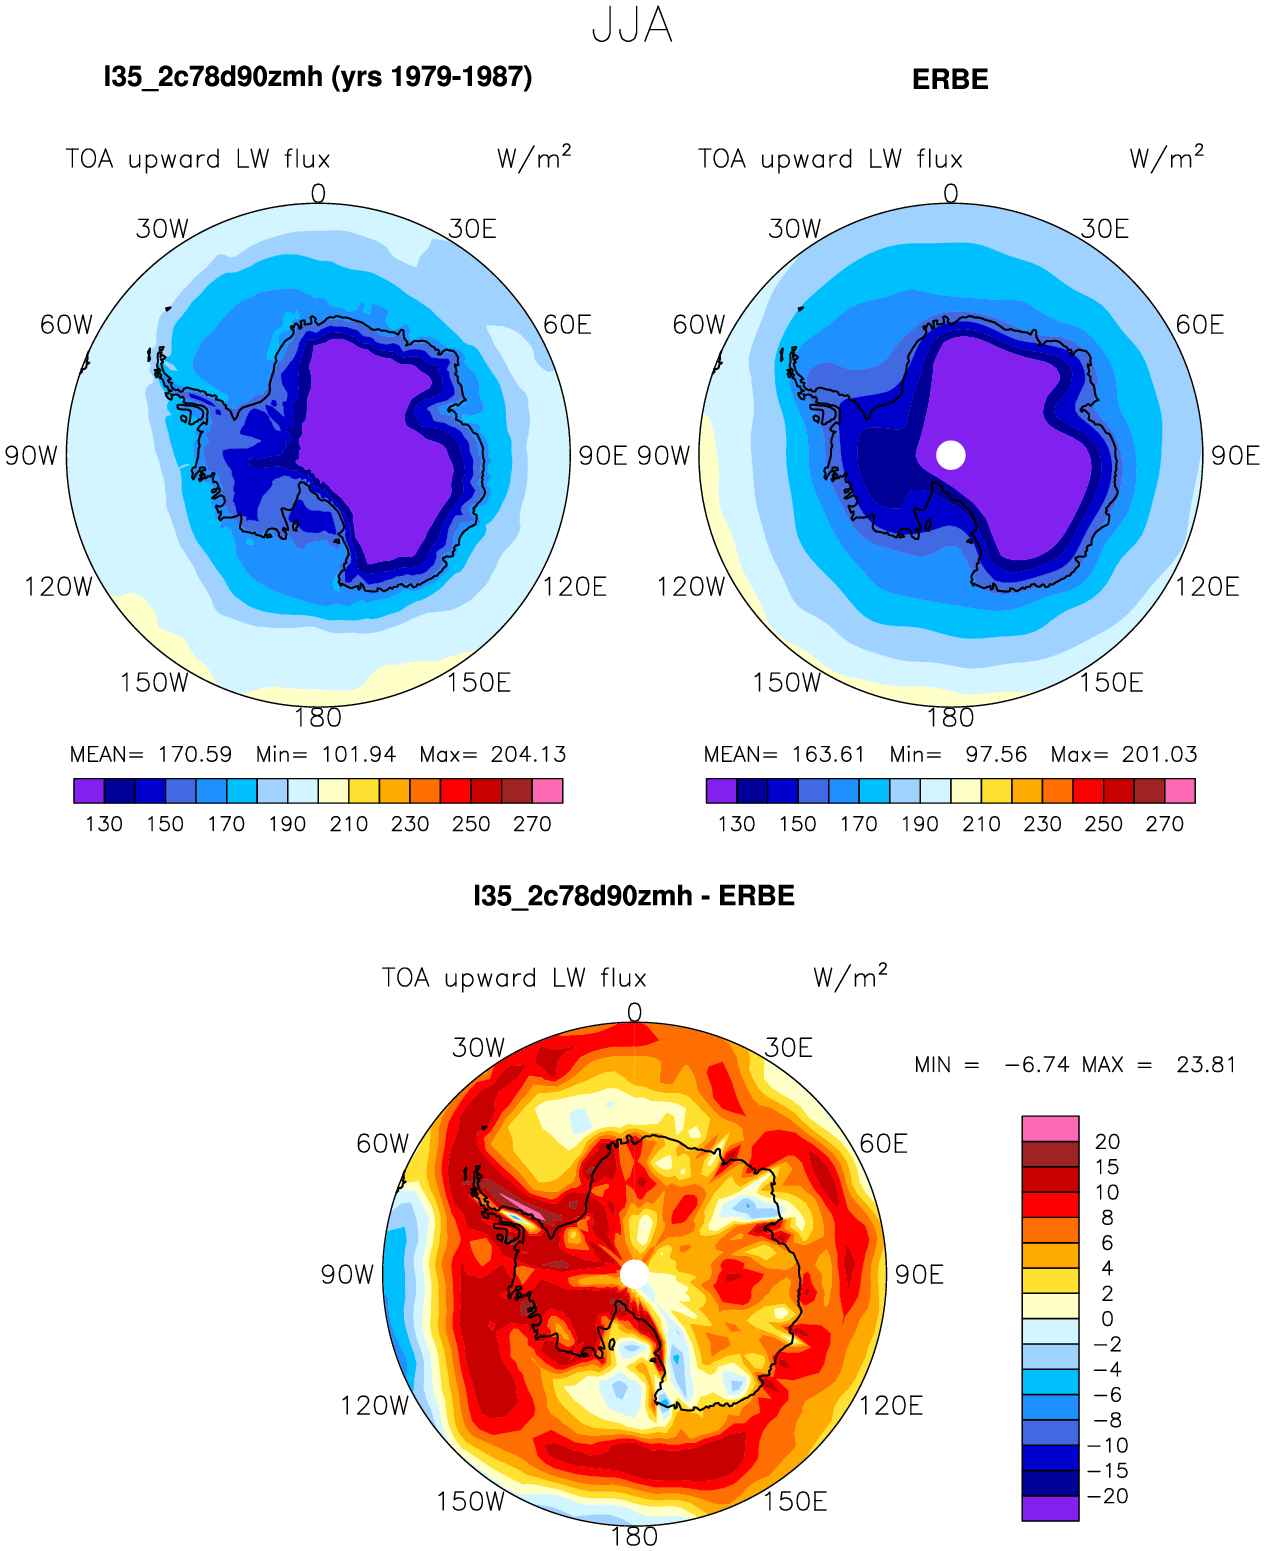 JJA
l35_2c78d90zmh (yrs 1979-1987)
ERBE
TOA upward LW flux W/m²
TOA upward LW flux W/m²
0
30W 30E
60W 60E
90W 90E
120W 120E
150W 150E
180
0
30W 30E
60W 60E
90W 90E
120W 120E
150W 150E
180
MEAN= 170.59 Min= 101.94 Max= 204.13
130 150 170 190 210 230 250 270
MEAN= 163.61 Min= 97.56 Max= 201.03
130 150 170 190 210 230 250 270
l35_2c78d90zmh - ERBE
TOA upward LW flux W/m²
0
30W 30E
60W 60E
90W 90E
120W 120E
150W 150E
180
MIN = -6.74 MAX = 23.81
20
15
10
8
6
4
2
0
-2
-4
-6
-8
-10
-15
-20